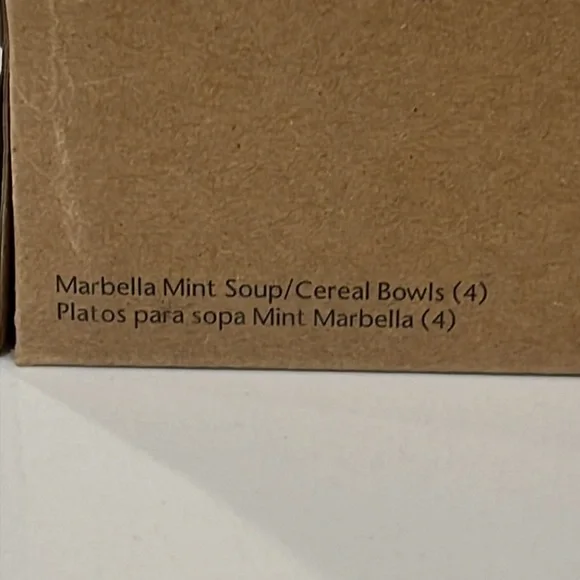 Marbella Mint Soup/Cereal Bowls (4)
Platos para sopa Mint Marbella (4)